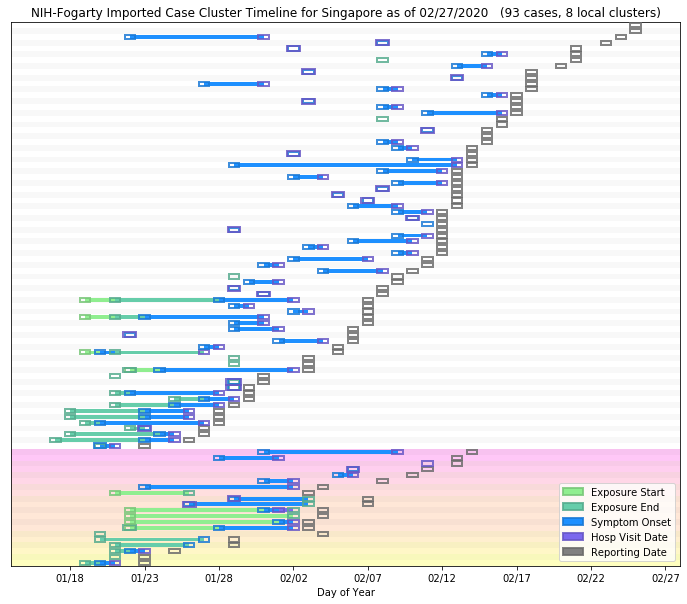 NIH-Fogarty Imported Case Cluster Timeline for Singapore as of 02/27/2020   (93 cases, 8 local clusters)
Exposure Start
Exposure End
Symptom Onset
Hosp Visit Date
Reporting Date
01/18 01/23 01/28 02/02 02/07 02/12 02/17 02/22 02/27
Day of Year